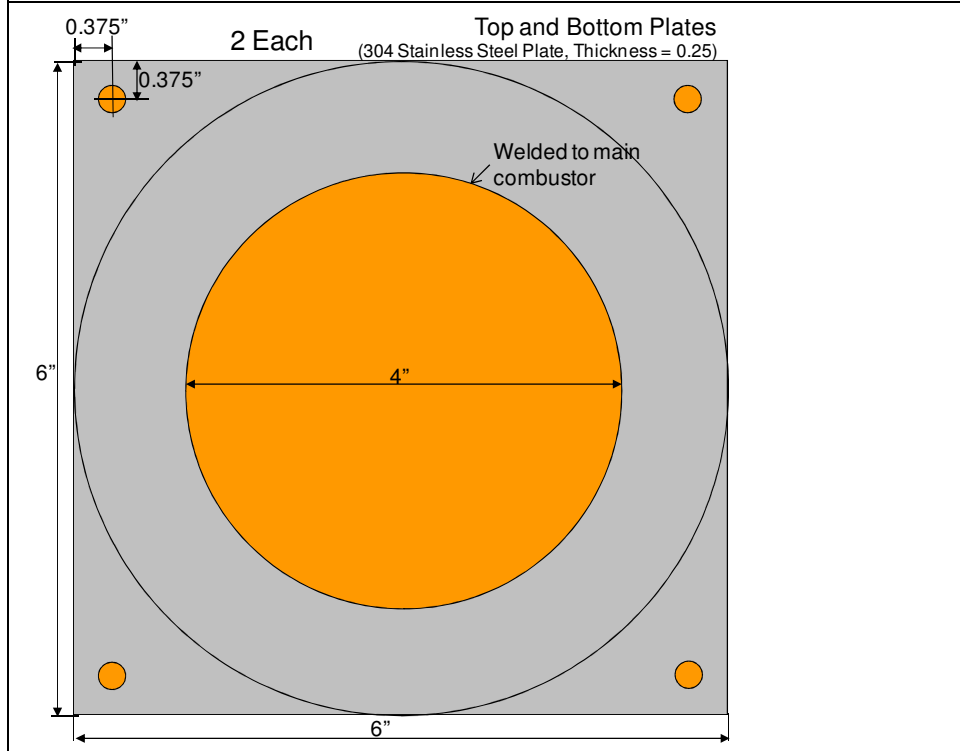 0.375”
2 Each
Top and Bottom Plates
(304 Stainless Steel Plate, Thickness = 0.25)
0.375”
Welded to main
combustor
6”
4”
6”